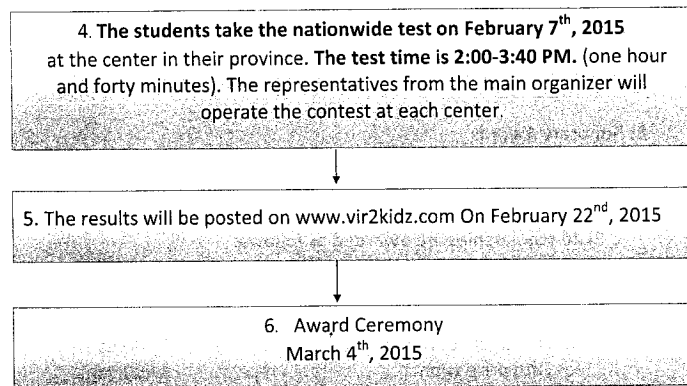 4. The students take the nationwide test on February 7th, 2015
at the center in their province. The test time is 2:00-3:40 PM. (one hour
and forty minutes). The representatives from the main organizer will
operate the contest at each center.
5. The results will be posted on www.vir2kidz.com On February 22nd, 2015
6. Award Ceremony
March 4th, 2015